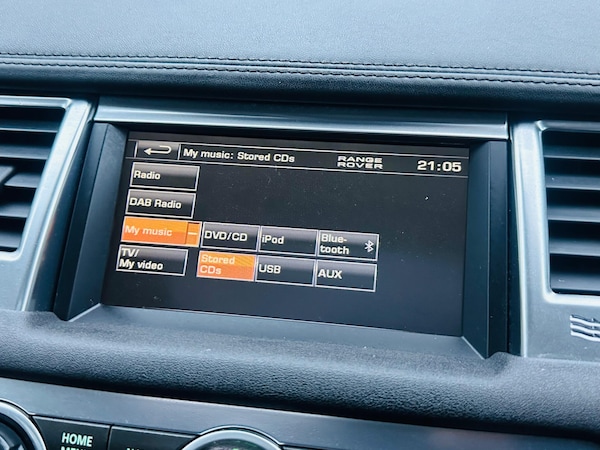 My music: Stored CDs
RANGE
ROVER
21:05
Radio
DAB Radio
My music
DVD/CD
iPod
Blue-
tooth
TV/
My video
Stored
CDs
USB
AUX
HOME